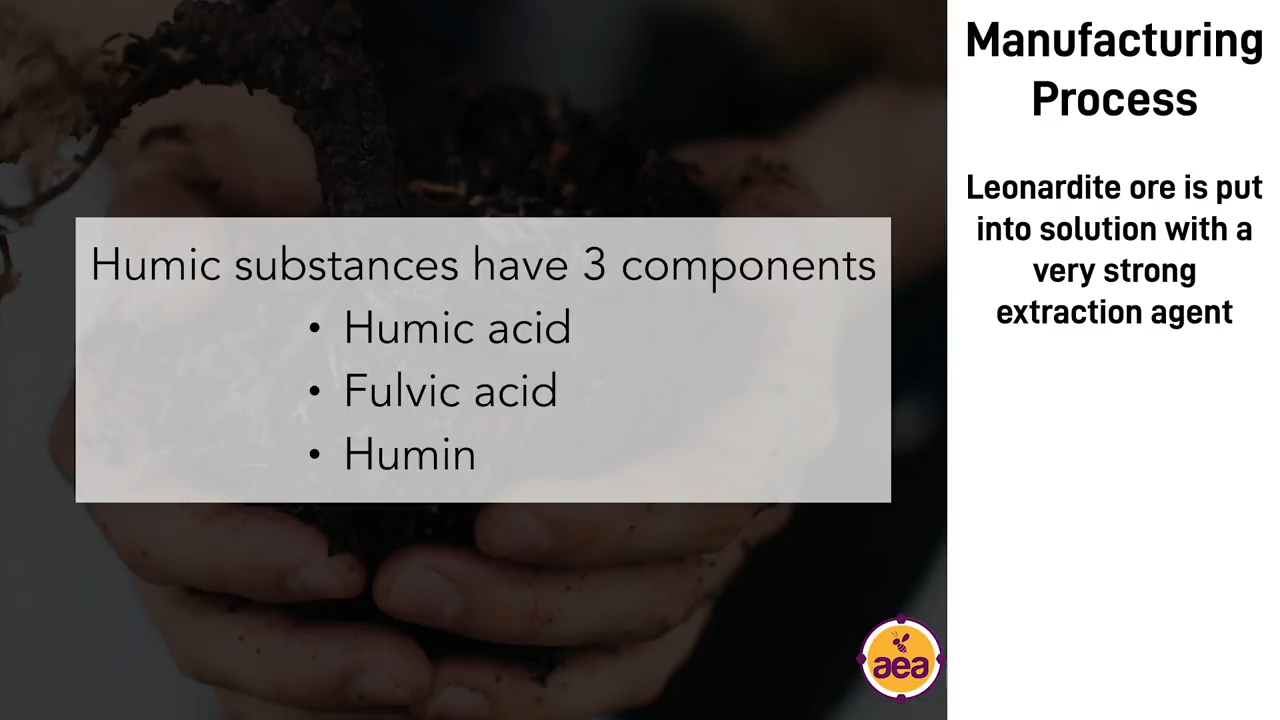 Humic substances have 3 components
• Humic acid
• Fulvic acid
• Humin
aea
Manufacturing
Process
Leonardite ore is put
into solution with a
very strong
extraction agent